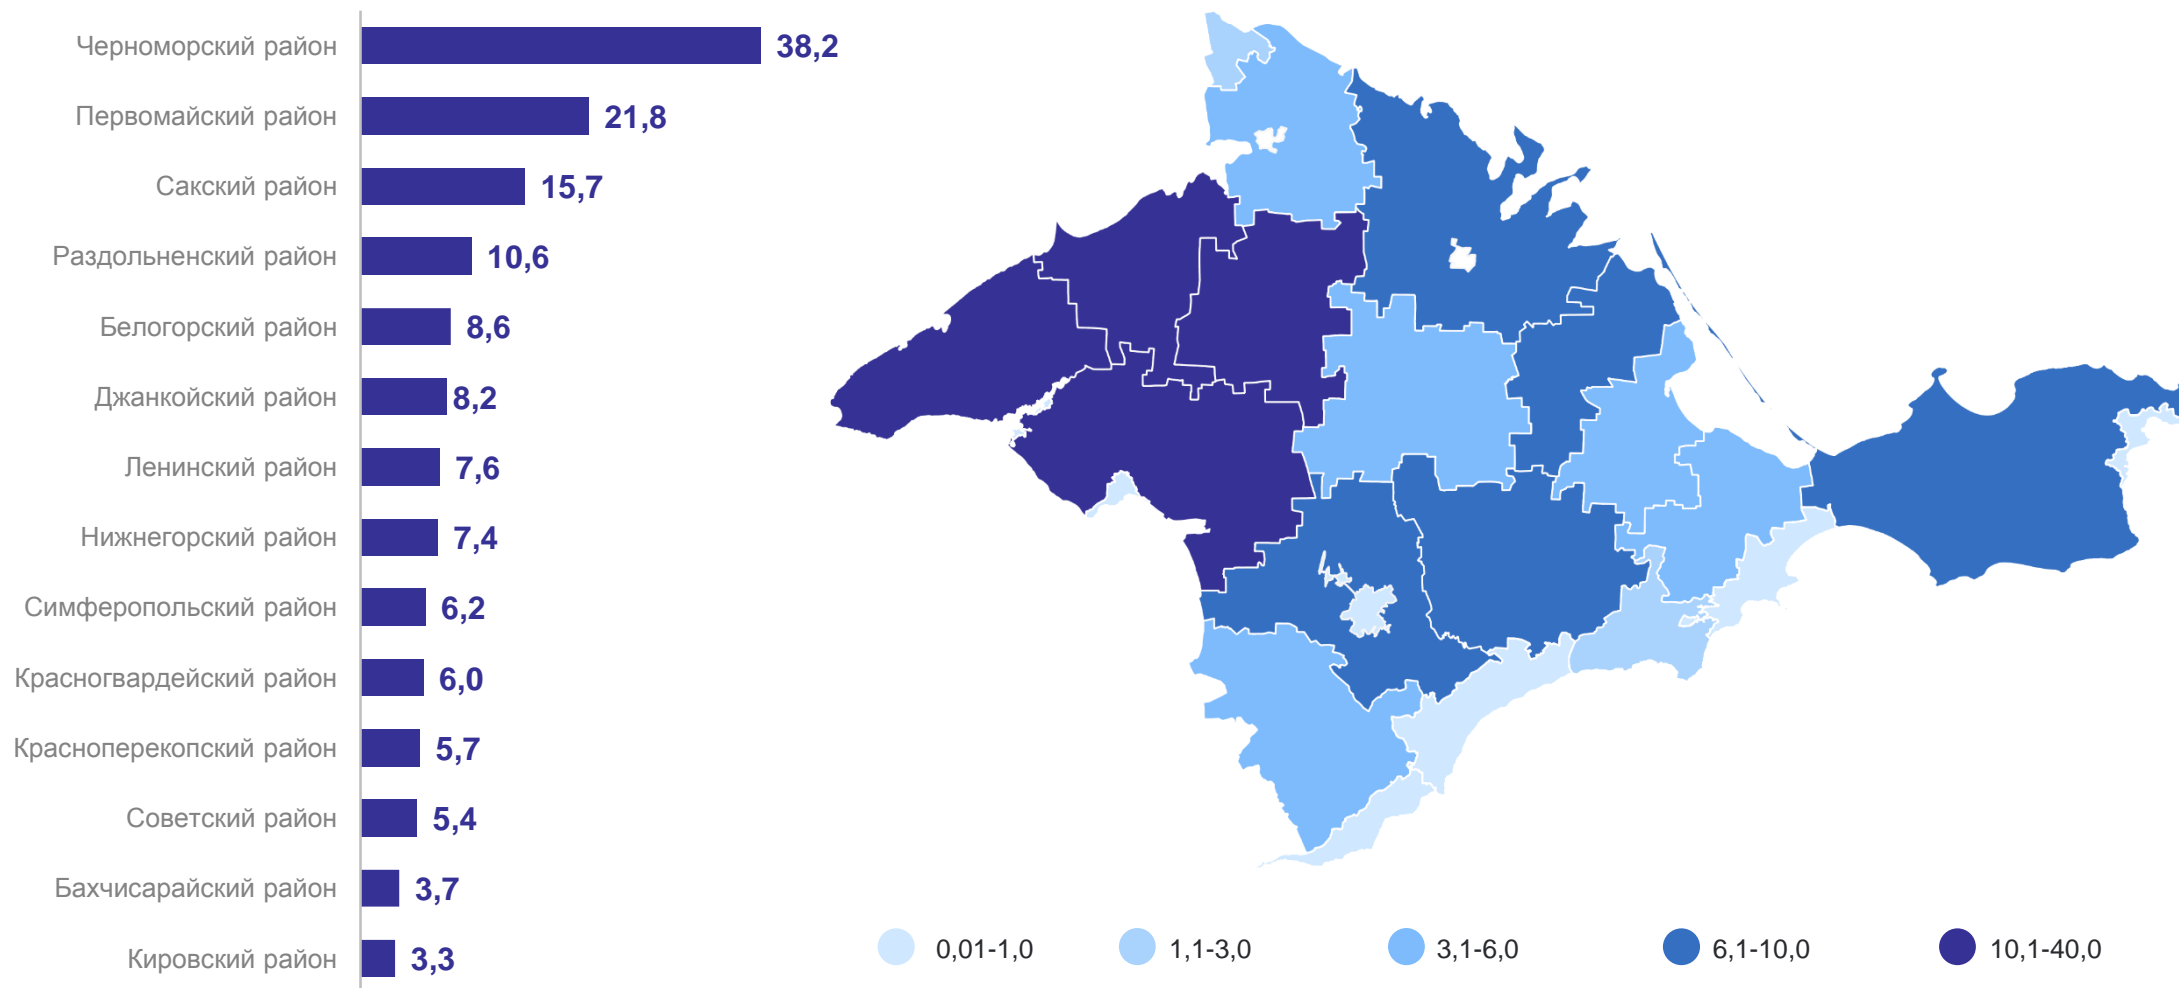 Черноморский район 38,2
Первомайский район 21,8
Сакский район 15,7
Раздольненский район 10,6
Белогорский район 8,6
Джанкойский район 8,2
Ленинский район 7,6
Нижнегорский район 7,4
Симферопольский район 6,2
Красногвардейский район 6,0
Красноперекопский район 5,7
Советский район 5,4
Бахчисарайский район 3,7
Кировский район 3,3
0,01-1,0 1,1-3,0 3,1-6,0 6,1-10,0 10,1-40,0